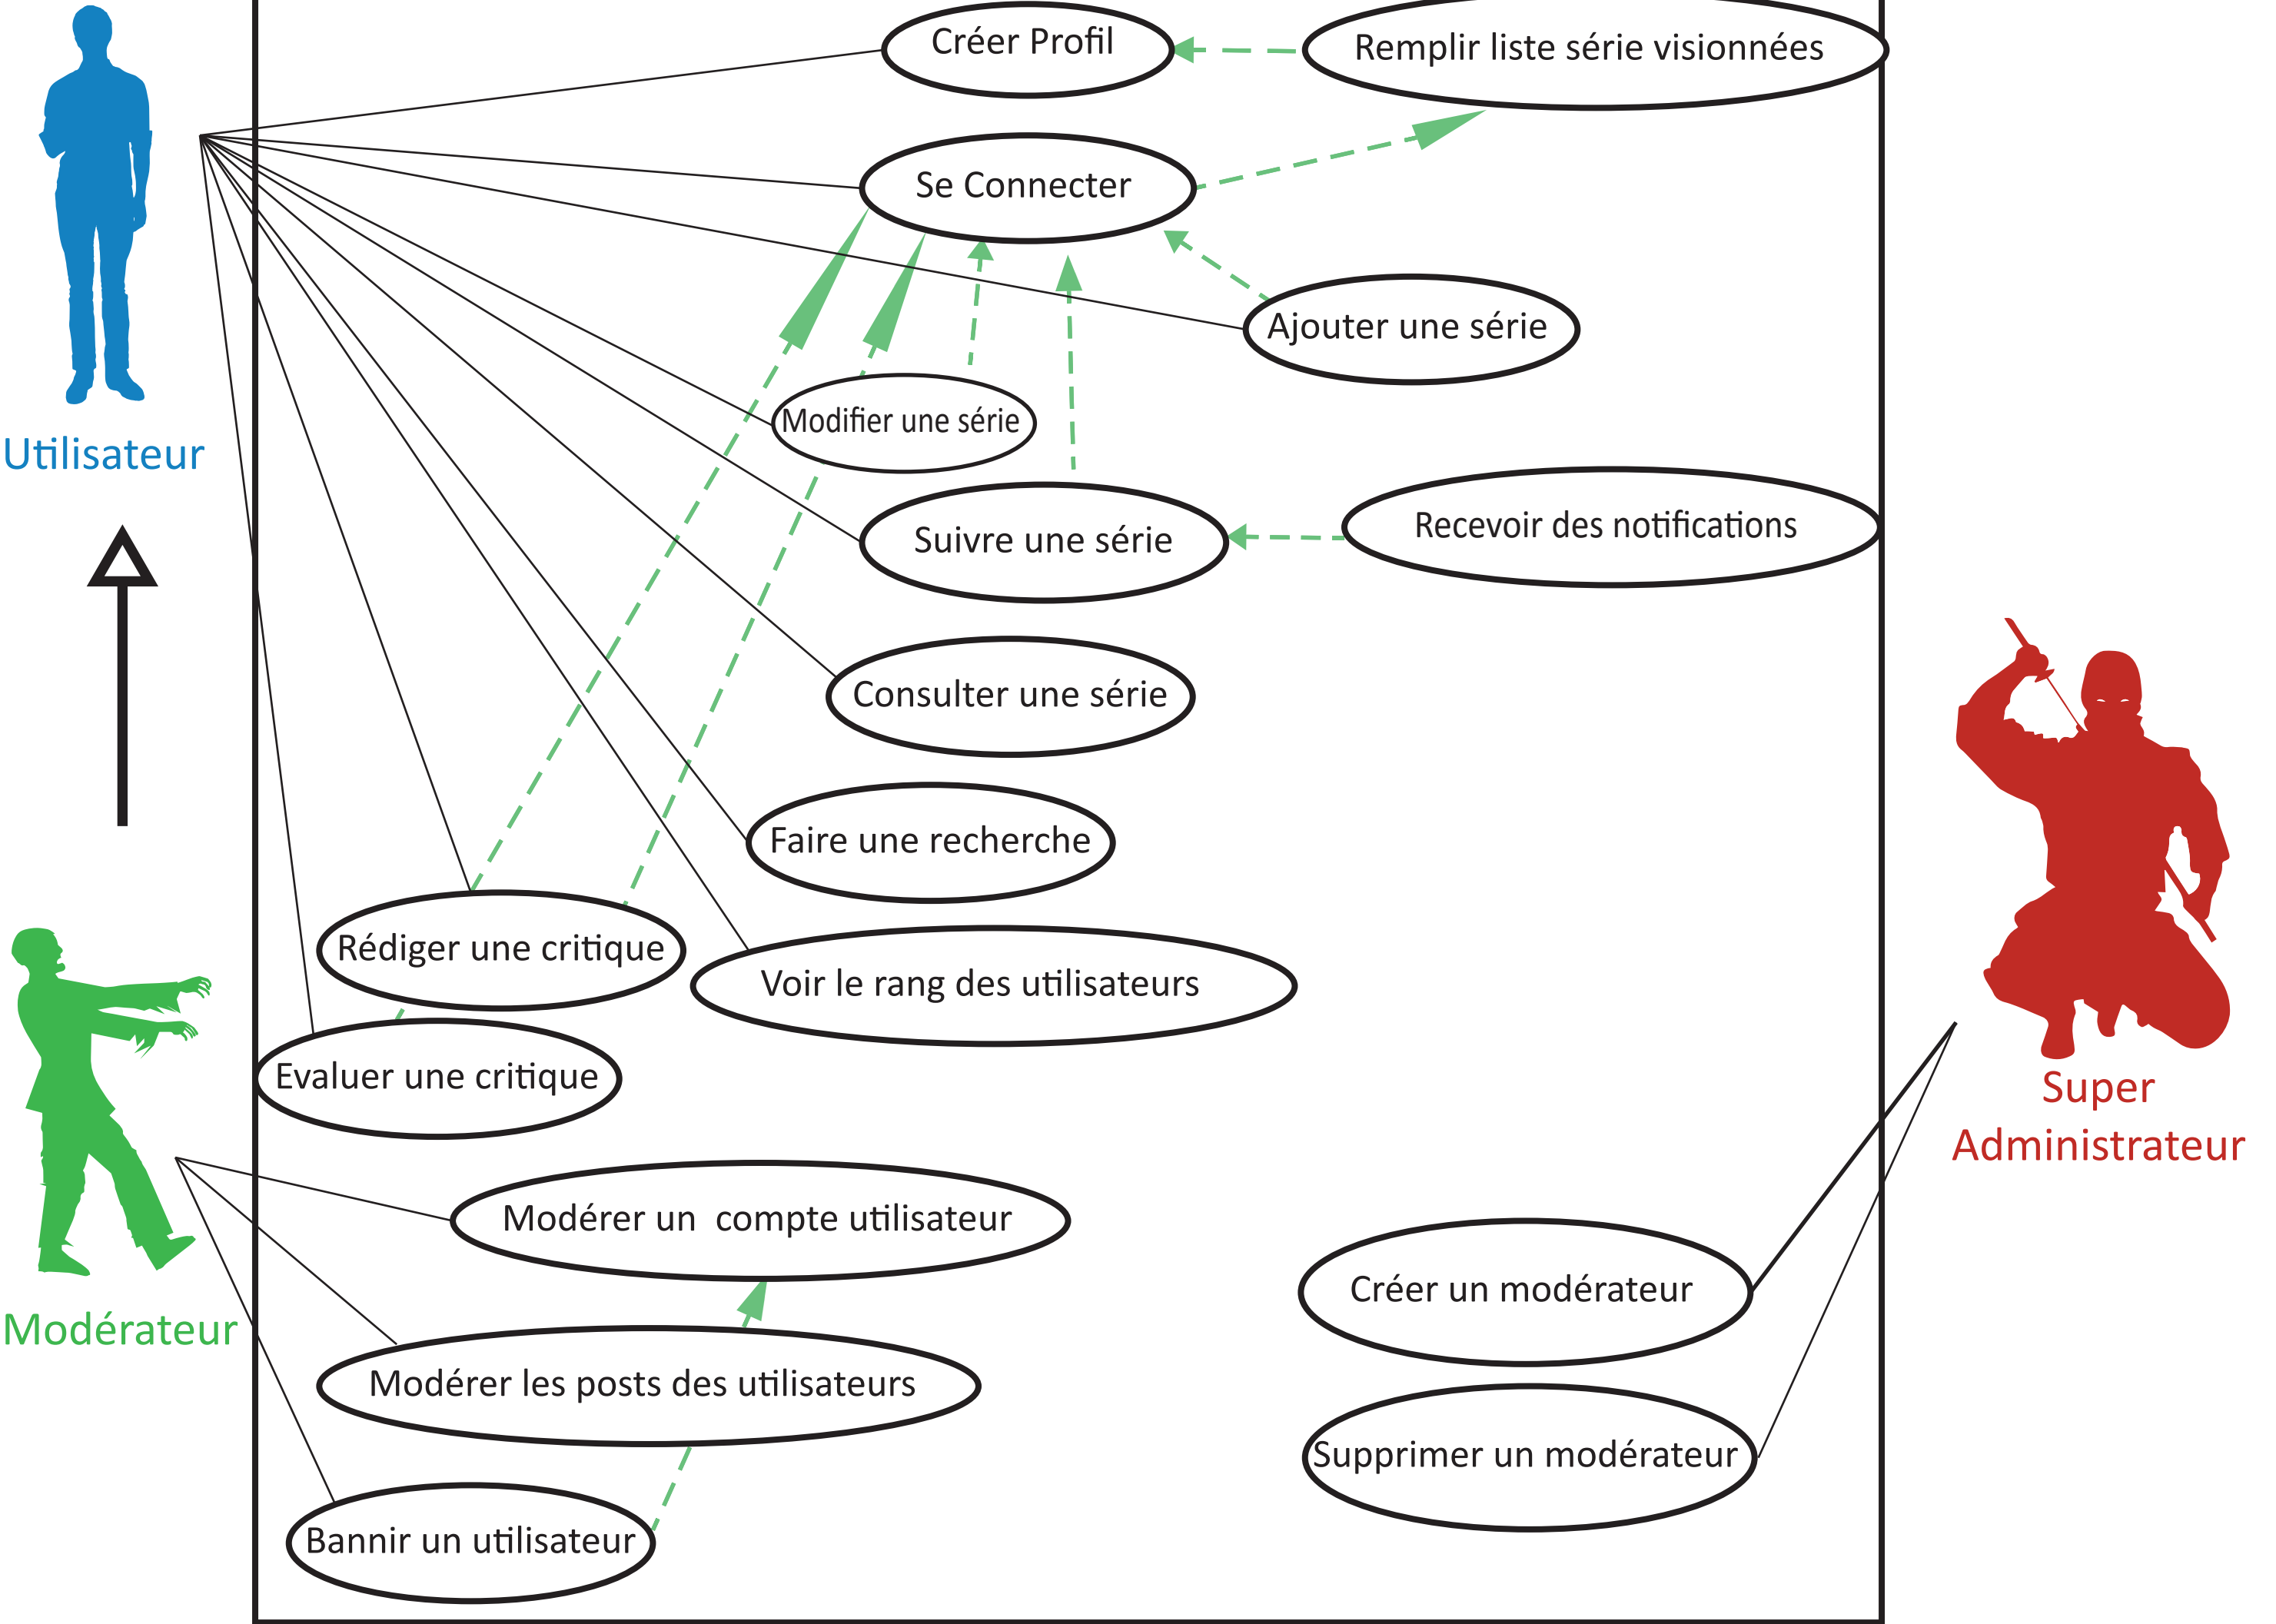 Créer Profil
Remplir liste série visionnées
Se Connecter
Ajouter une série
Modifier une série
Utilisateur
Suivre une série
Recevoir des notifications
Consulter une série
Faire une recherche
Rédiger une critique
Voir le rang des utilisateurs
Evaluer une critique
Super
Administrateur
Modérer un  compte utilisateur
Créer un modérateur
Modérateur
Modérer les posts des utilisateurs
Supprimer un modérateur
Bannir un utilisateur